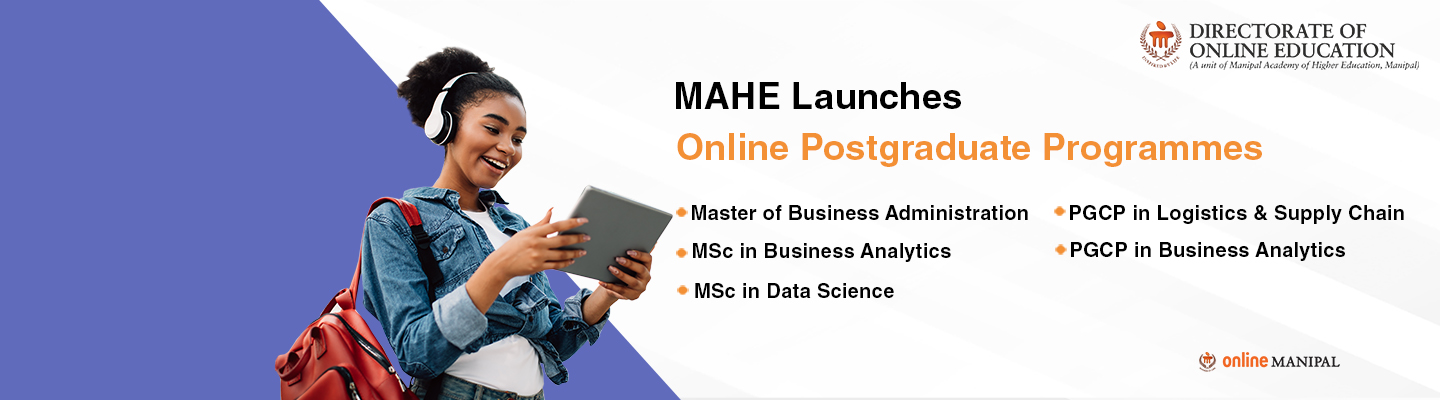 DIRECTORATE OF
ONLINE EDUCATION
(A unit of Manipal Academy of Higher Education, Manipal)
MAHE Launches
Online Postgraduate Programmes
Master of Business Administration
MSc in Business Analytics
MSc in Data Science
PGCP in Logistics & Supply Chain
PGCP in Business Analytics
online MANIPAL